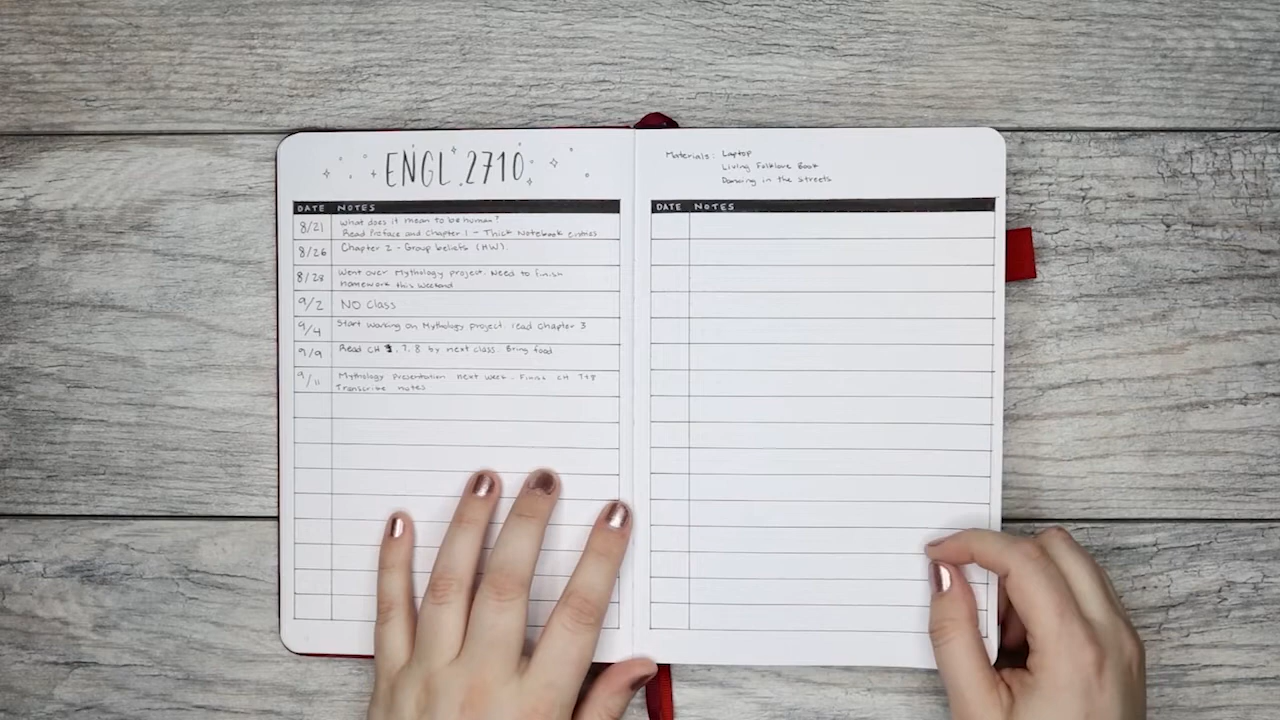 ENGL 2710
DATE NOTES
8/21 What does it mean to be human?
Read Preface and Chapter 1 - Thick Notebook entries
8/26 Chapter 2 - Group beliefs (HW).
8/28 Went over Mythology project. Need to finish
homework this weekend
9/2 NO Class
9/4 Start working on Mythology project. read Chapter 3
9/9 Read CH , 7, 8 by next class. Bring food
9/11 Mythology presentation next week. Finish CH 7+8
Transcribe notes
Materials: Laptop
Living Folklore Book
Dancing in the Streets
DATE NOTES